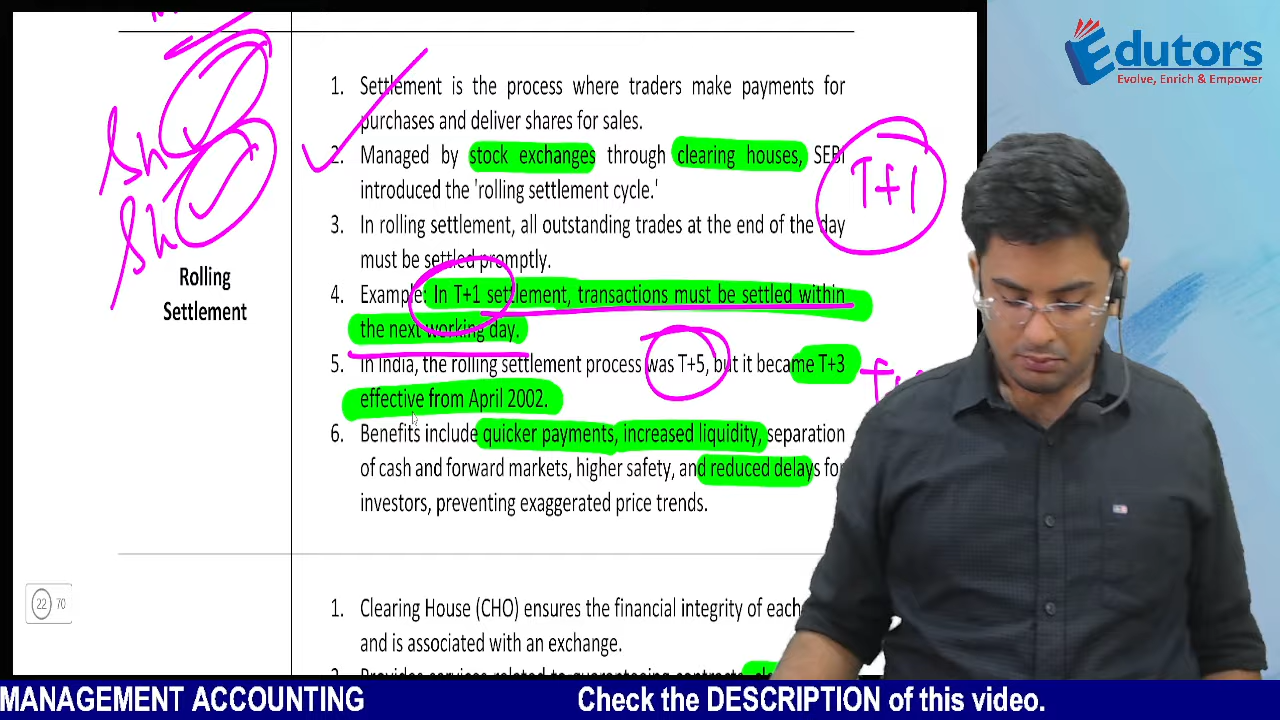 Edutors
Evolve, Enrich & Empower
1. Settlement is the process where traders make payments for
purchases and deliver shares for sales.
2. Managed by stock exchanges through clearing houses, SEBI
introduced the 'rolling settlement cycle.'
T+1
3. In rolling settlement, all outstanding trades at the end of the day
must be settled promptly.
Sh
Sh
Rolling
Settlement
4. Example: In T+1 settlement, transactions must be settled within
the next working day.
5. In India, the rolling settlement process was T+5, but it became T+3
effective from April 2002.
6. Benefits include quicker payments, increased liquidity, separation
of cash and forward markets, higher safety, and reduced delays for
investors, preventing exaggerated price trends.
22 70
1. Clearing House (CHO) ensures the financial integrity of each
and is associated with an exchange.
MANAGEMENT ACCOUNTING
Check the DESCRIPTION of this video.